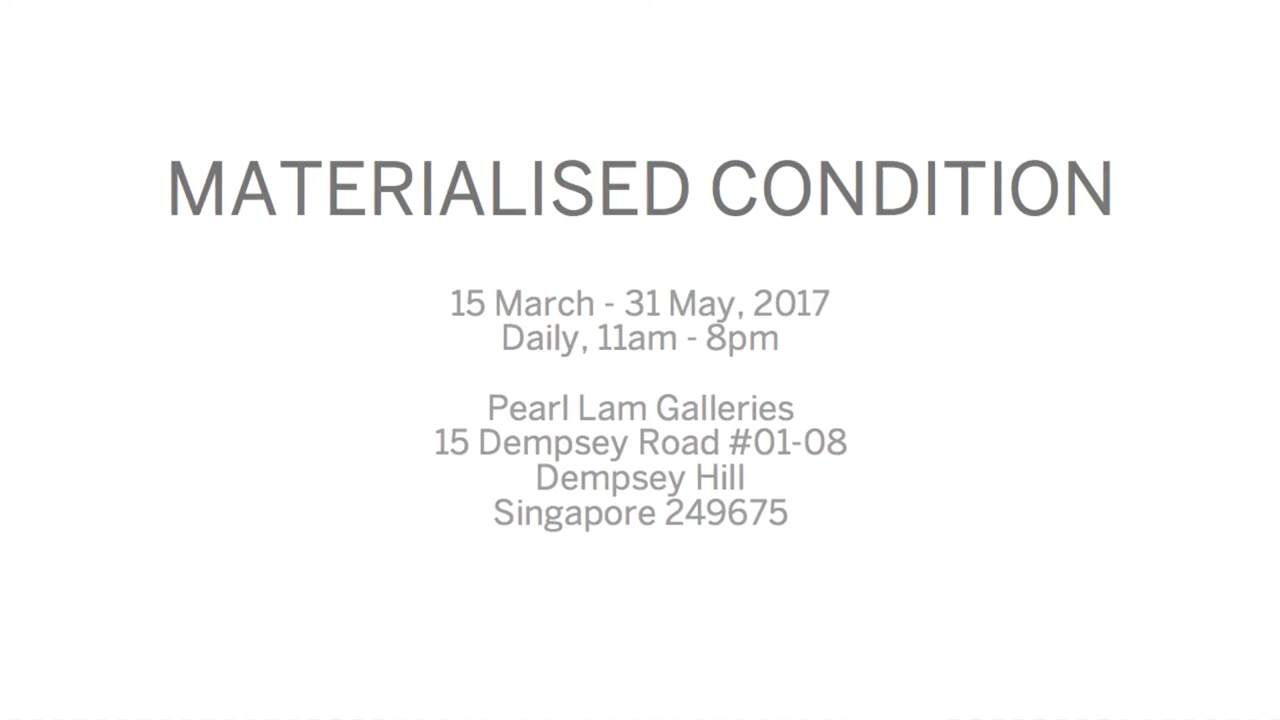 MATERIALISED CONDITION
15 March - 31 May, 2017
Daily, 11am - 8pm
Pearl Lam Galleries
15 Dempsey Road #01-08
Dempsey Hill
Singapore 249675